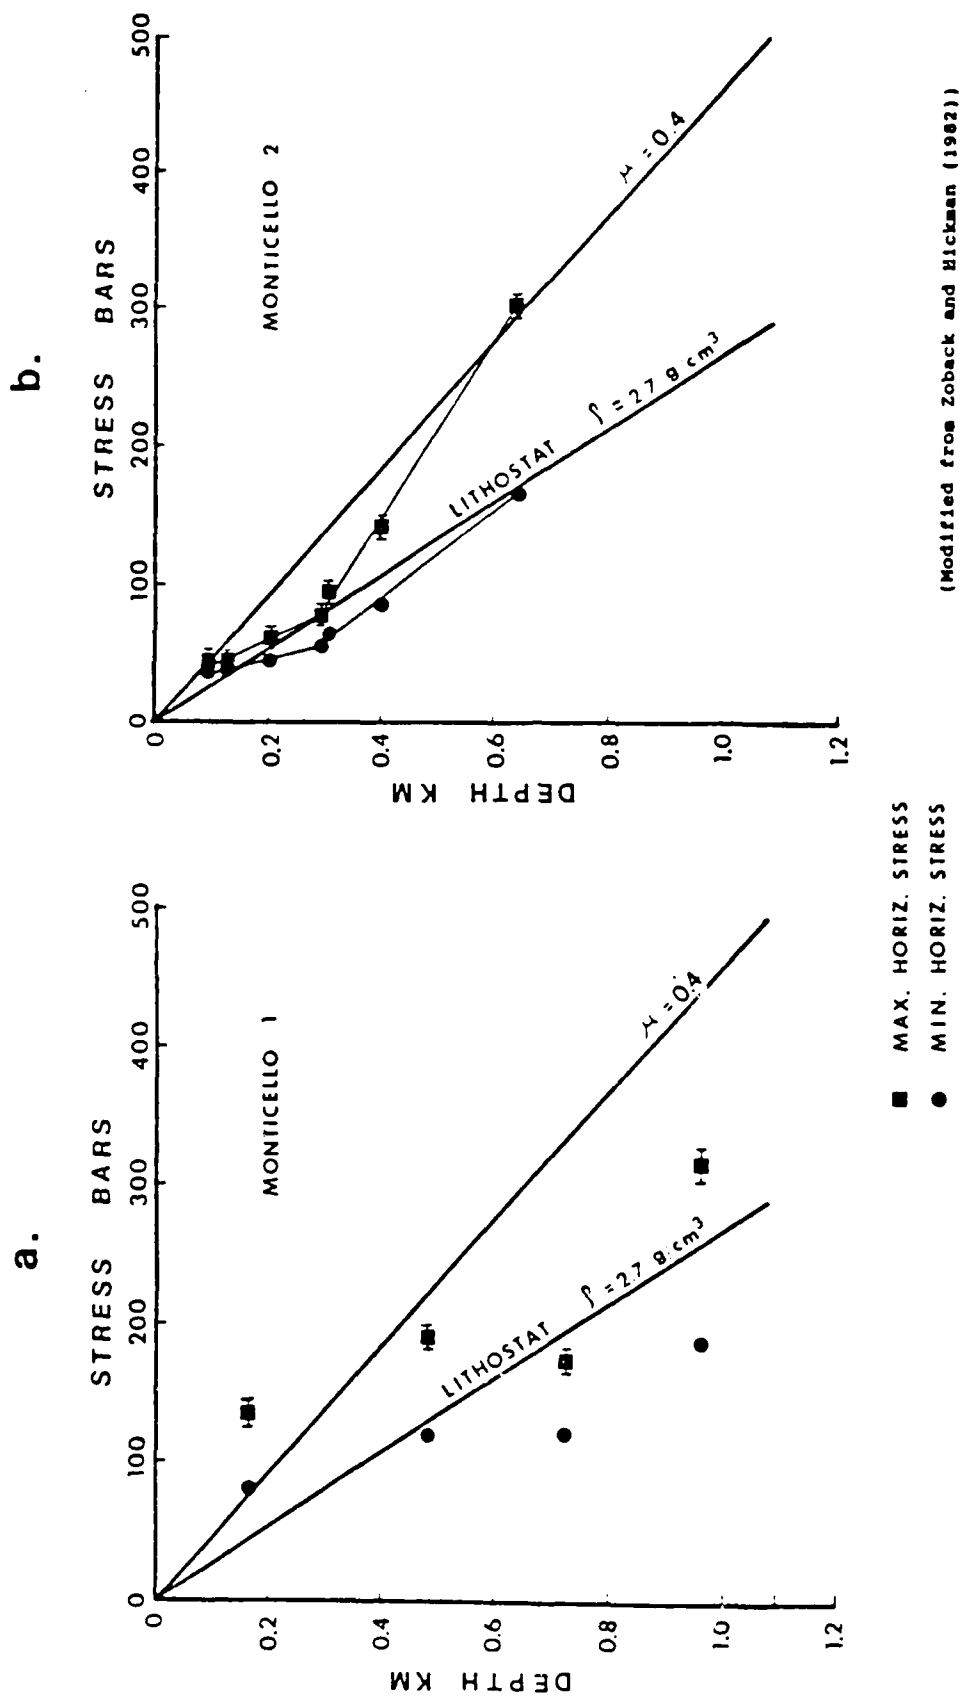 a.
STRESS BARS
0 100 200 300 400 500
DEPTH KM
0
0.2
0.4
0.6
0.8
1.0
1.2
MONTICELLO 1
μ = 0.4
LITHOSTAT ρ = 2.7 g/cm³
b.
STRESS BARS
0 100 200 300 400 500
DEPTH KM
0
0.2
0.4
0.6
0.8
1.0
1.2
MONTICELLO 2
μ = 0.4
LITHOSTAT ρ = 2.7 g/cm³
■ MAX. HORIZ. STRESS
● MIN. HORIZ. STRESS
(Modified from Zoback and Hickman (1982))